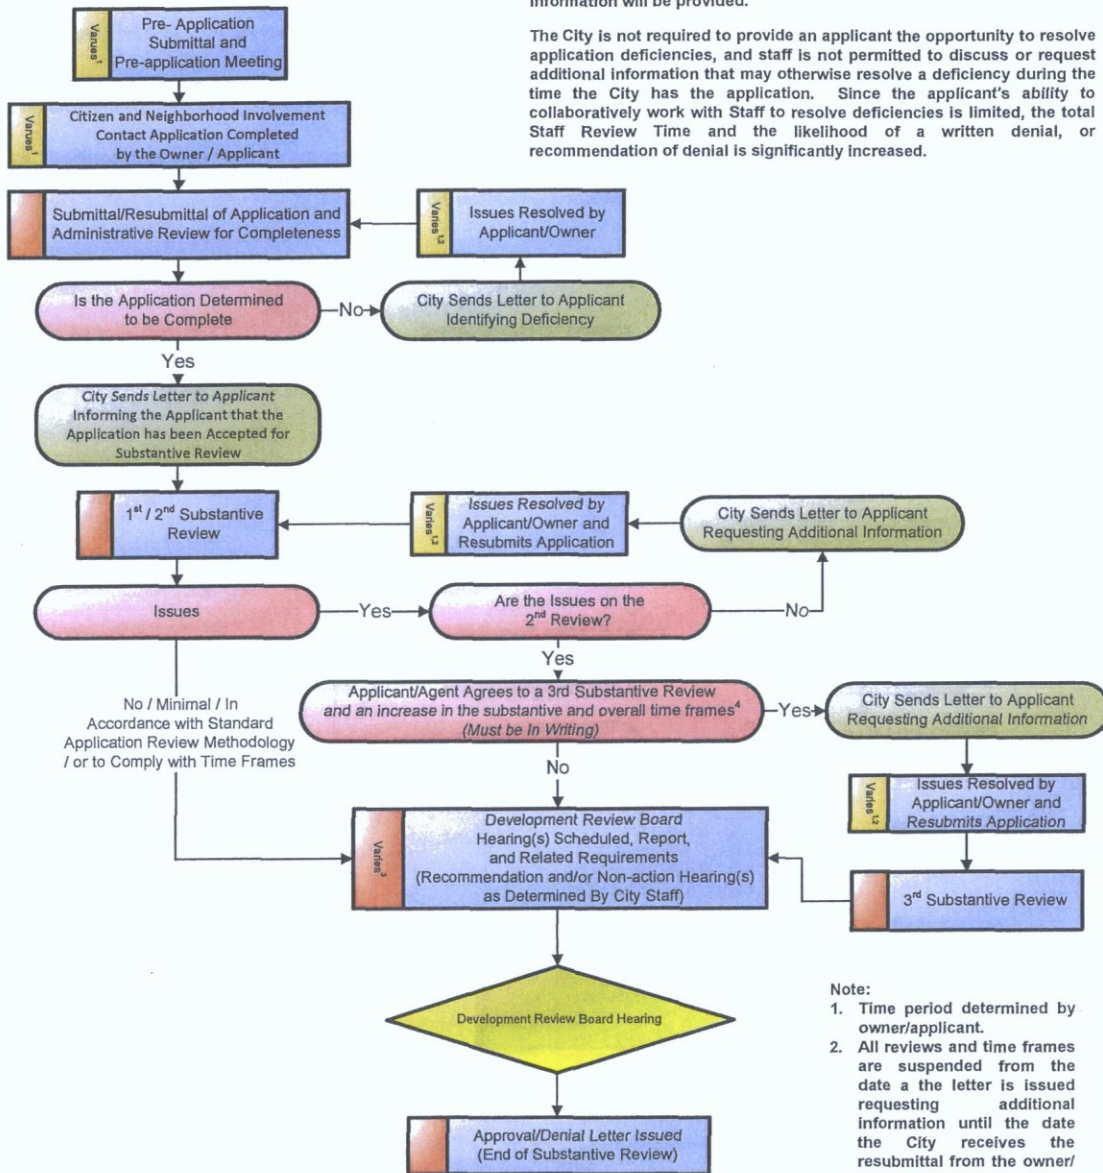 information will be provided.
The City is not required to provide an applicant the opportunity to resolve
application deficiencies, and staff is not permitted to discuss or request
additional information that may otherwise resolve a deficiency during the
time the City has the application. Since the applicant's ability to
collaboratively work with Staff to resolve deficiencies is limited, the total
Staff Review Time and the likelihood of a written denial, or
recommendation of denial is significantly increased.
Varues¹
Pre- Application
Submittal and
Pre-application Meeting
Varues¹
Citizen and Neighborhood Involvement
Contact Application Completed
by the Owner / Applicant
Submittal/Resubmittal of Application and
Administrative Review for Completeness
Varies¹,²
Issues Resolved by
Applicant/Owner
Is the Application Determined
to be Complete
No
City Sends Letter to Applicant
Identifying Deficiency
Yes
City Sends Letter to Applicant
Informing the Applicant that the
Application has been Accepted for
Substantive Review
1st / 2nd Substantive
Review
Varies¹,²
Issues Resolved by
Applicant/Owner and
Resubmits Application
City Sends Letter to Applicant
Requesting Additional Information
Issues
Yes
Are the Issues on the
2nd Review?
No
Yes
No / Minimal / In
Accordance with Standard
Application Review Methodology
/ or to Comply with Time Frames
Applicant/Agent Agrees to a 3rd Substantive Review
and an increase in the substantive and overall time frames⁴
(Must be In Writing)
Yes
City Sends Letter to Applicant
Requesting Additional Information
No
Varies¹,²
Issues Resolved by
Applicant/Owner and
Resubmits Application
Varies³
Development Review Board
Hearing(s) Scheduled, Report,
and Related Requirements
(Recommendation and/or Non-action Hearing(s)
as Determined By City Staff)
3rd Substantive Review
Development Review Board Hearing
Approval/Denial Letter Issued
(End of Substantive Review)
Note:
1. Time period determined by
owner/applicant.
2. All reviews and time frames
are suspended from the
date a the letter is issued
requesting additional
information until the date
the City receives the
resubmittal from the owner/